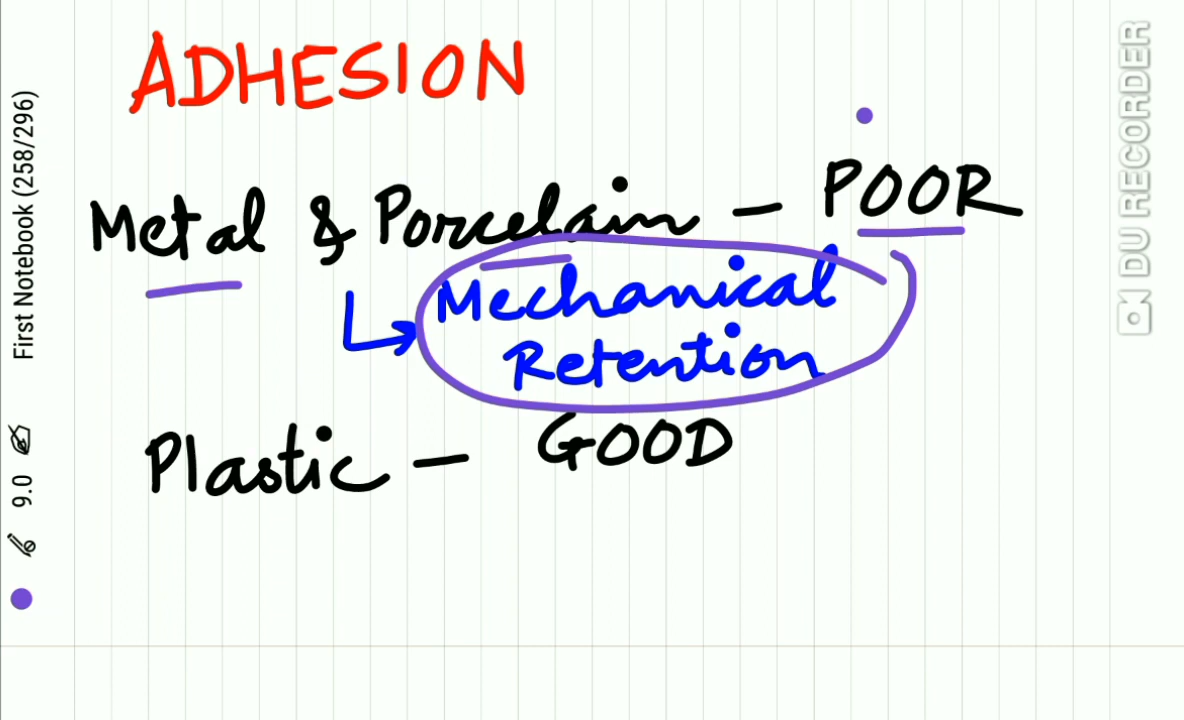 ADHESION
Metal & Porcelain – POOR
Mechanical
Retention
Plastic – GOOD
First Notebook (258/296)
9.0
DU RECORDER